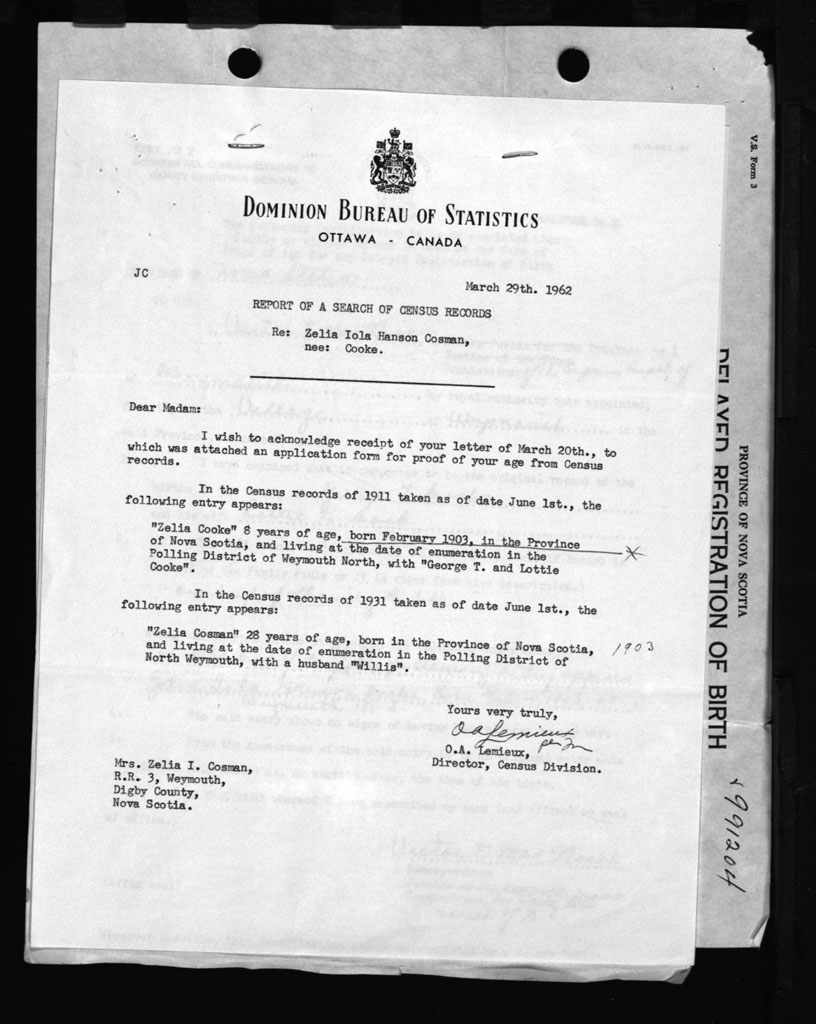 DOMINION BUREAU OF STATISTICS
OTTAWA - CANADA
JC
March 29th. 1962
REPORT OF A SEARCH OF CENSUS RECORDS
Re: Zelia Iola Hanson Cosman,
nee: Cooke.
Dear Madam:
I wish to acknowledge receipt of your letter of March 20th., to
which was attached an application form for proof of your age from Census
records.
In the Census records of 1911 taken as of date June 1st., the
following entry appears:
"Zelia Cooke" 8 years of age, born February 1903, in the Province
of Nova Scotia, and living at the date of enumeration in the
Polling District of Weymouth North, with "George T. and Lottie
Cooke".
In the Census records of 1931 taken as of date June 1st., the
following entry appears:
"Zelia Cosman" 28 years of age, born in the Province of Nova Scotia,
and living at the date of enumeration in the Polling District of
North Weymouth, with a husband "Willis".
1903
Yours very truly,
O A Lemieux
O.A. Lemieux,
Director, Census Division.
Mrs. Zelia I. Cosman,
R.R. 3, Weymouth,
Digby County,
Nova Scotia.
V.S. Form 3
PROVINCE OF NOVA SCOTIA
DELAYED REGISTRATION OF BIRTH
991204